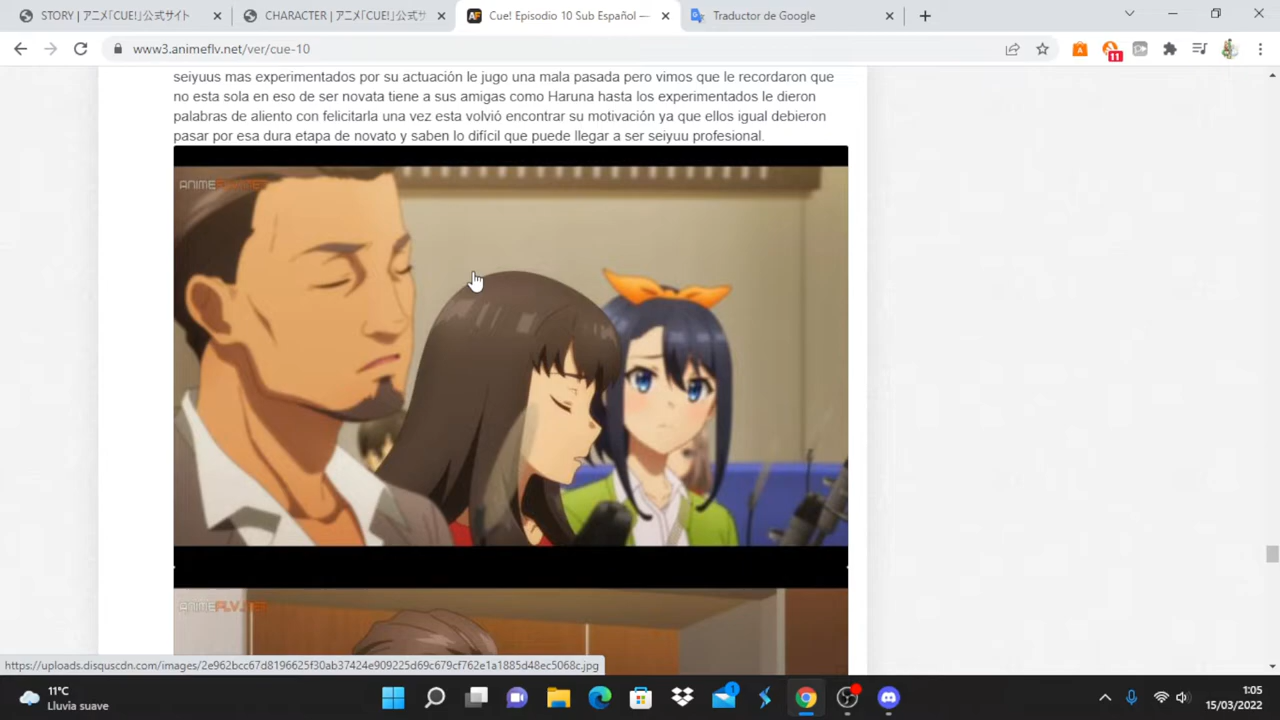 STORY | アニメ「CUE!」公式サイト
CHARACTER | アニメ「CUE!」公式サ
Cue! Episodio 10 Sub Español —
Traductor de Google
www3.animeflv.net/ver/cue-10
11
seiyuus mas experimentados por su actuación le jugo una mala pasada pero vimos que le recordaron que
no esta sola en eso de ser novata tiene a sus amigas como Haruna hasta los experimentados le dieron
palabras de aliento con felicitarla una vez esta volvió encontrar su motivación ya que ellos igual debieron
pasar por esa dura etapa de novato y saben lo difícil que puede llegar a ser seiyuu profesional.
ANIMEFLV.NET
ANIMEFLV.NET
https://uploads.disquscdn.com/images/2e962bcc67d8196625f30ab37424e909225d69c679cf762e1a1885d48ec5068c.jpg
11°C
Lluvia suave
1
1:05
15/03/2022